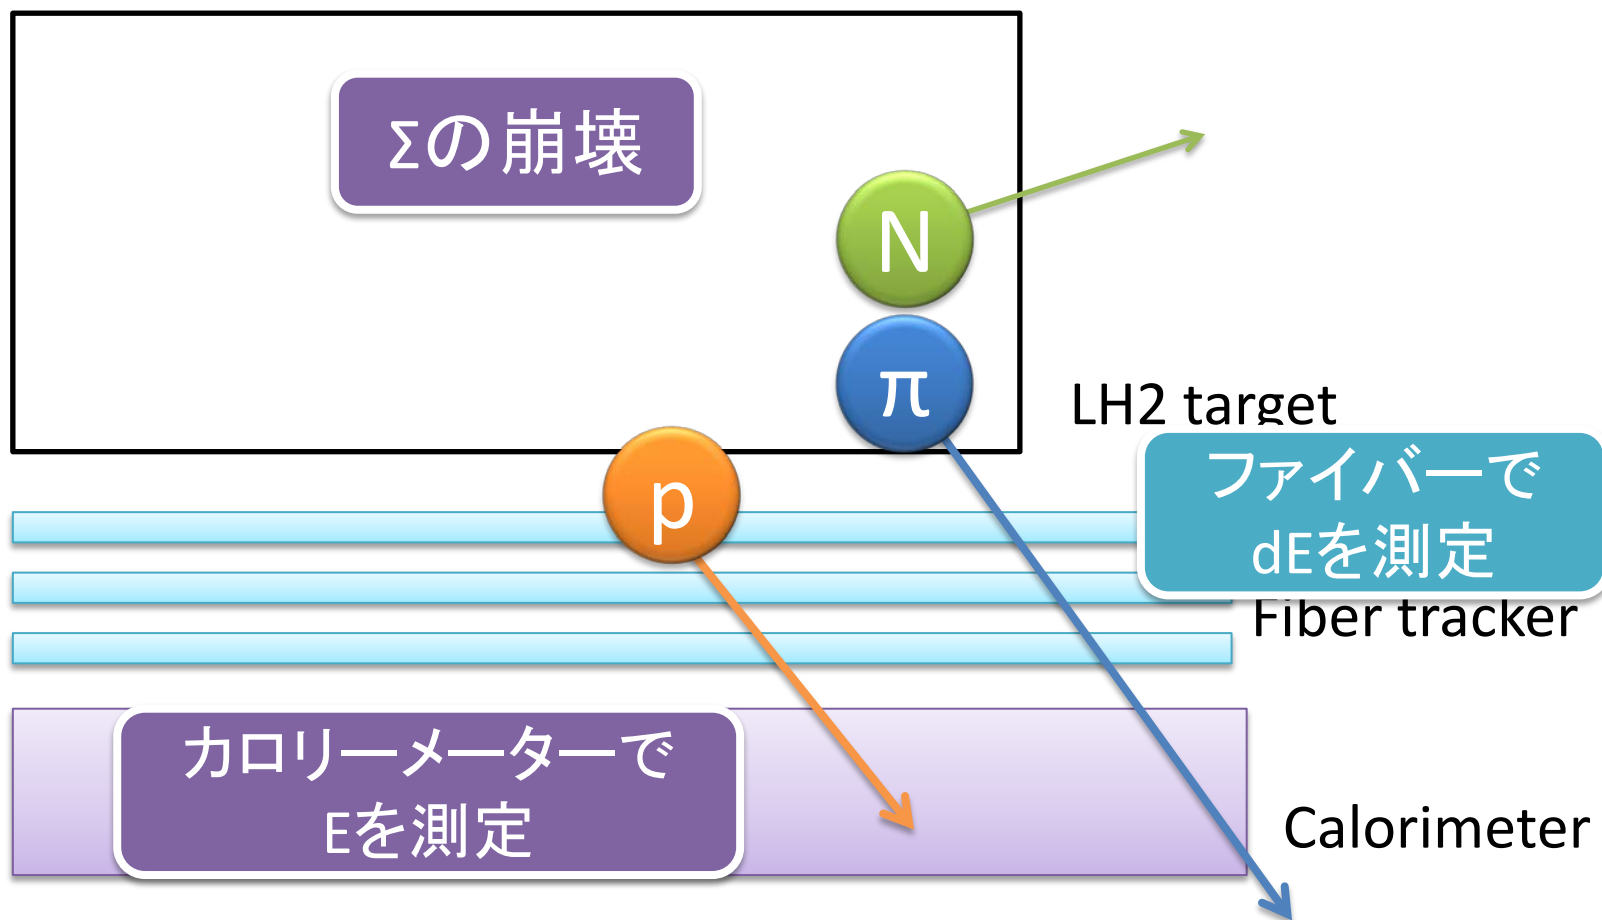 Σの崩壊
N
π
LH2 target
p
ファイバーで
dEを測定
Fiber tracker
カロリーメーターで
Eを測定
Calorimeter